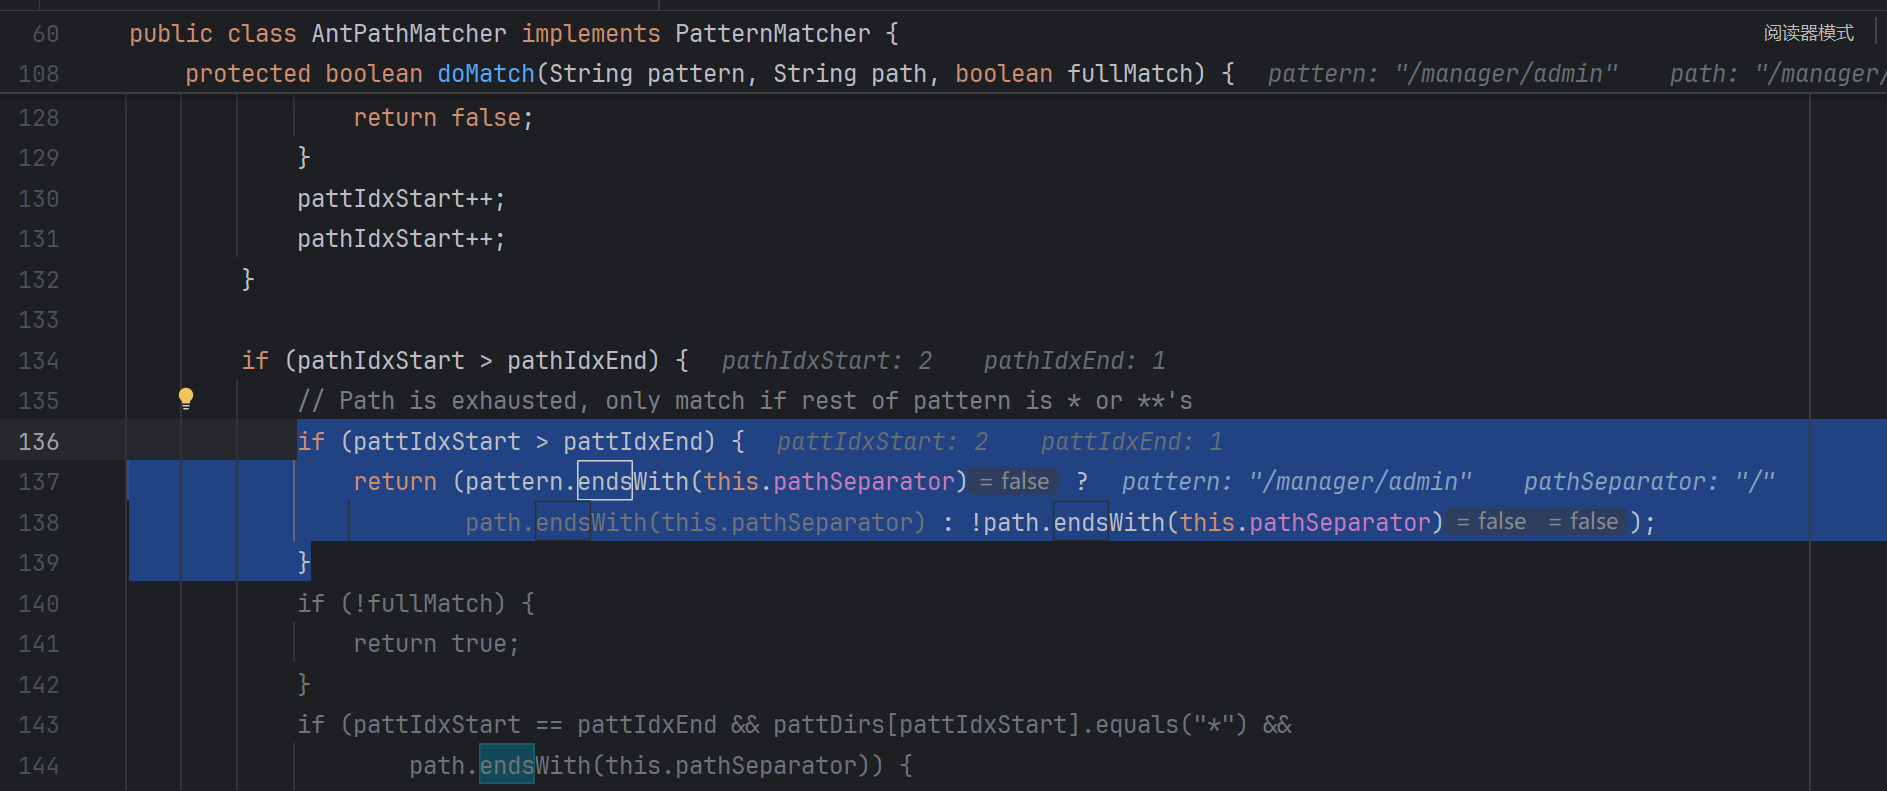 60 public class AntPathMatcher implements PatternMatcher { 阅读器模式
108 protected boolean doMatch(String pattern, String path, boolean fullMatch) { pattern: "/manager/admin" path: "/manager/
128 return false;
129 }
130 pattIdxStart++;
131 pathIdxStart++;
132 }
133
134 if (pathIdxStart > pathIdxEnd) { pathIdxStart: 2 pathIdxEnd: 1
135 // Path is exhausted, only match if rest of pattern is * or **'s
136 if (pattIdxStart > pattIdxEnd) { pattIdxStart: 2 pattIdxEnd: 1
137 return (pattern.endsWith(this.pathSeparator) = false ? pattern: "/manager/admin" pathSeparator: "/"
138 path.endsWith(this.pathSeparator) : !path.endsWith(this.pathSeparator) = false = false );
139 }
140 if (!fullMatch) {
141 return true;
142 }
143 if (pattIdxStart == pattIdxEnd && pattDirs[pattIdxStart].equals("*") &&
144 path.endsWith(this.pathSeparator)) {